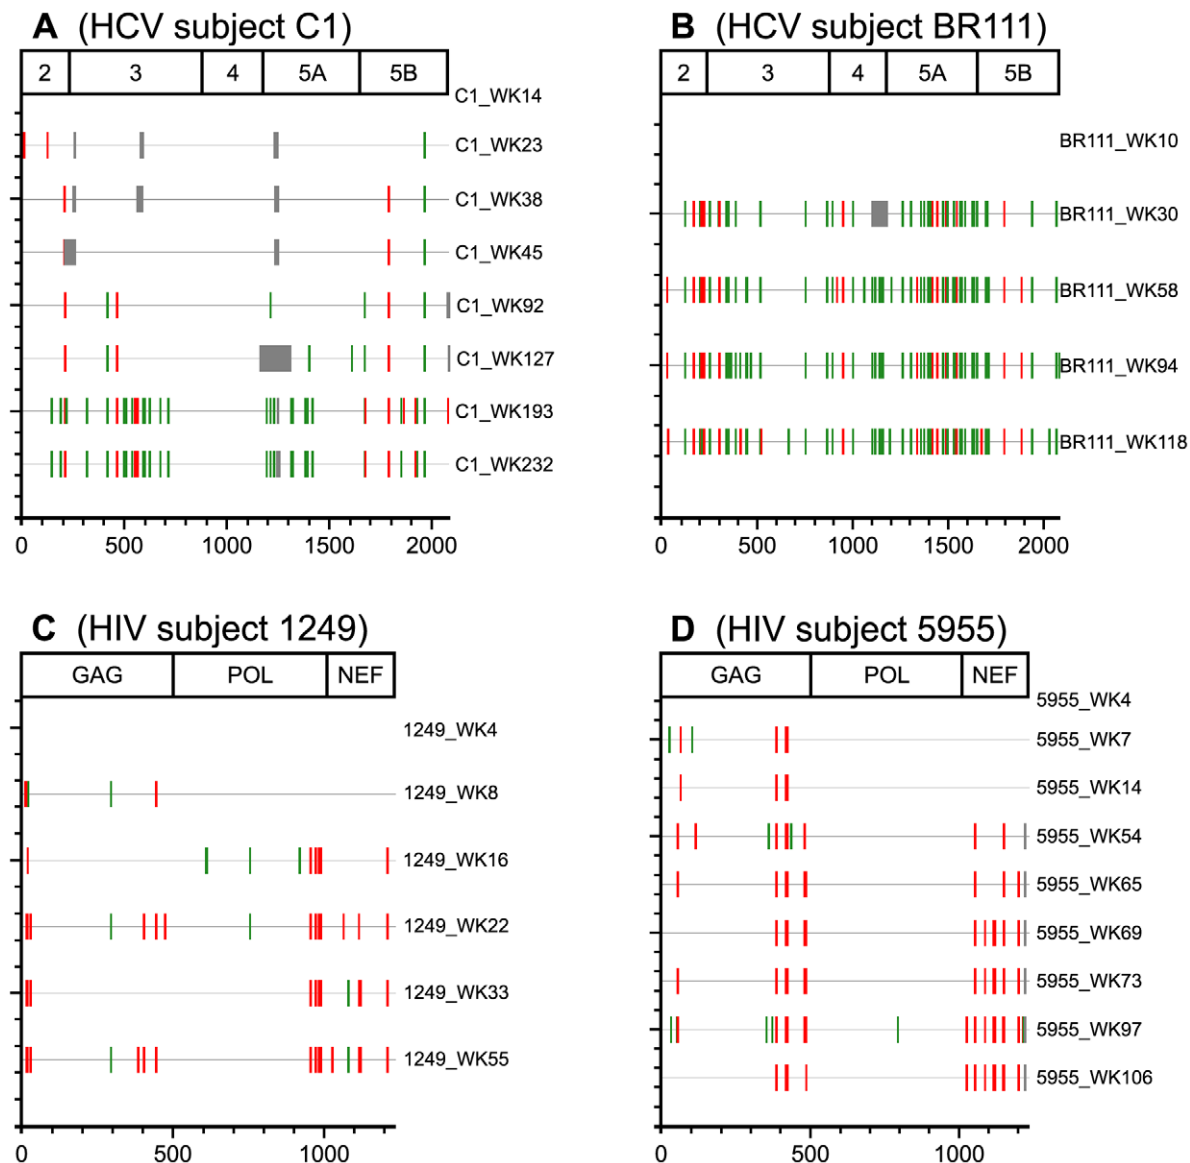 A (HCV subject C1)
2 3 4 5A 5B
C1_WK14
C1_WK23
C1_WK38
C1_WK45
C1_WK92
C1_WK127
C1_WK193
C1_WK232
0 500 1000 1500 2000
B (HCV subject BR111)
2 3 4 5A 5B
BR111_WK10
BR111_WK30
BR111_WK58
BR111_WK94
BR111_WK118
0 500 1000 1500 2000
C (HIV subject 1249)
GAG POL NEF
1249_WK4
1249_WK8
1249_WK16
1249_WK22
1249_WK33
1249_WK55
0 500 1000
D (HIV subject 5955)
GAG POL NEF
5955_WK4
5955_WK7
5955_WK14
5955_WK54
5955_WK65
5955_WK69
5955_WK73
5955_WK97
5955_WK106
0 500 1000